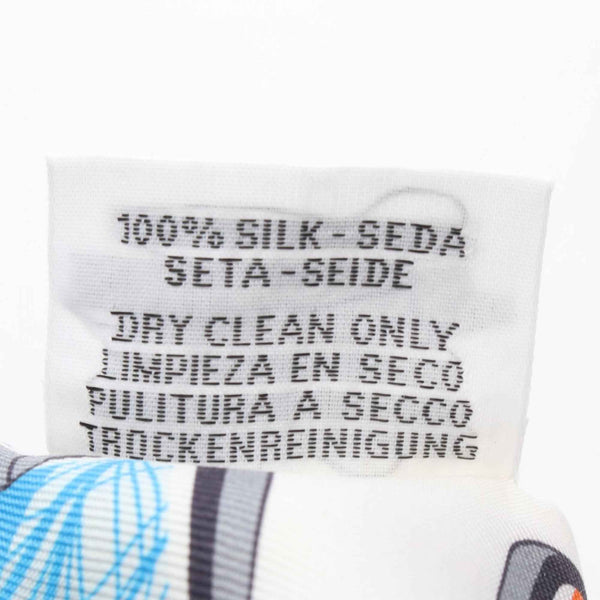 100% SILK - SEDA
SETA - SEIDE
DRY CLEAN ONLY
LIMPIEZA EN SECO
PULITURA A SECCO
TROCKENREINIGUNG